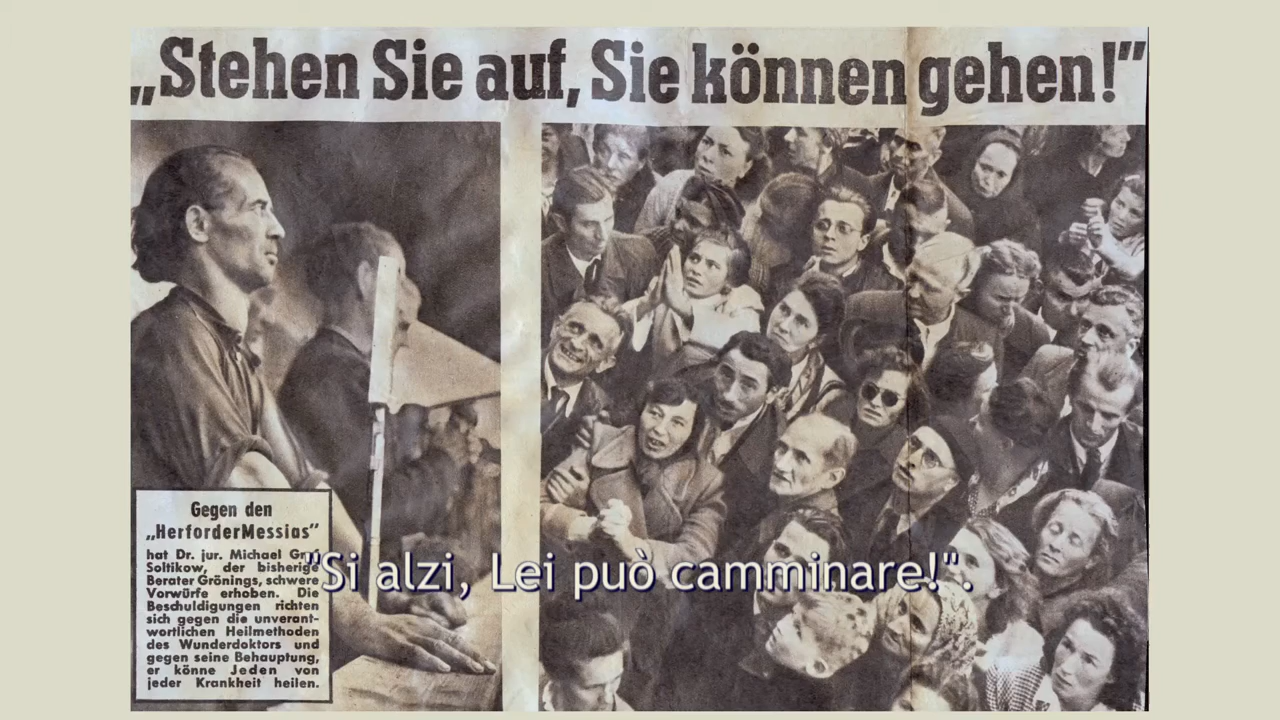 „Stehen Sie auf, Sie können gehen!”
Gegen den
„HerforderMessias”
hat Dr. jur. Michael
Soltikow, der bisherige
Berater Grönings, schwere
Vorwürfe erhoben. Die
Beschuldigungen richten
sich gegen die unverant-
wortlichen Heilmethoden
des Wunderdoktors und
gegen seine Behauptung,
er könne Jeden von
jeder Krankheit heilen.
"Si alzi, Lei può camminare!".